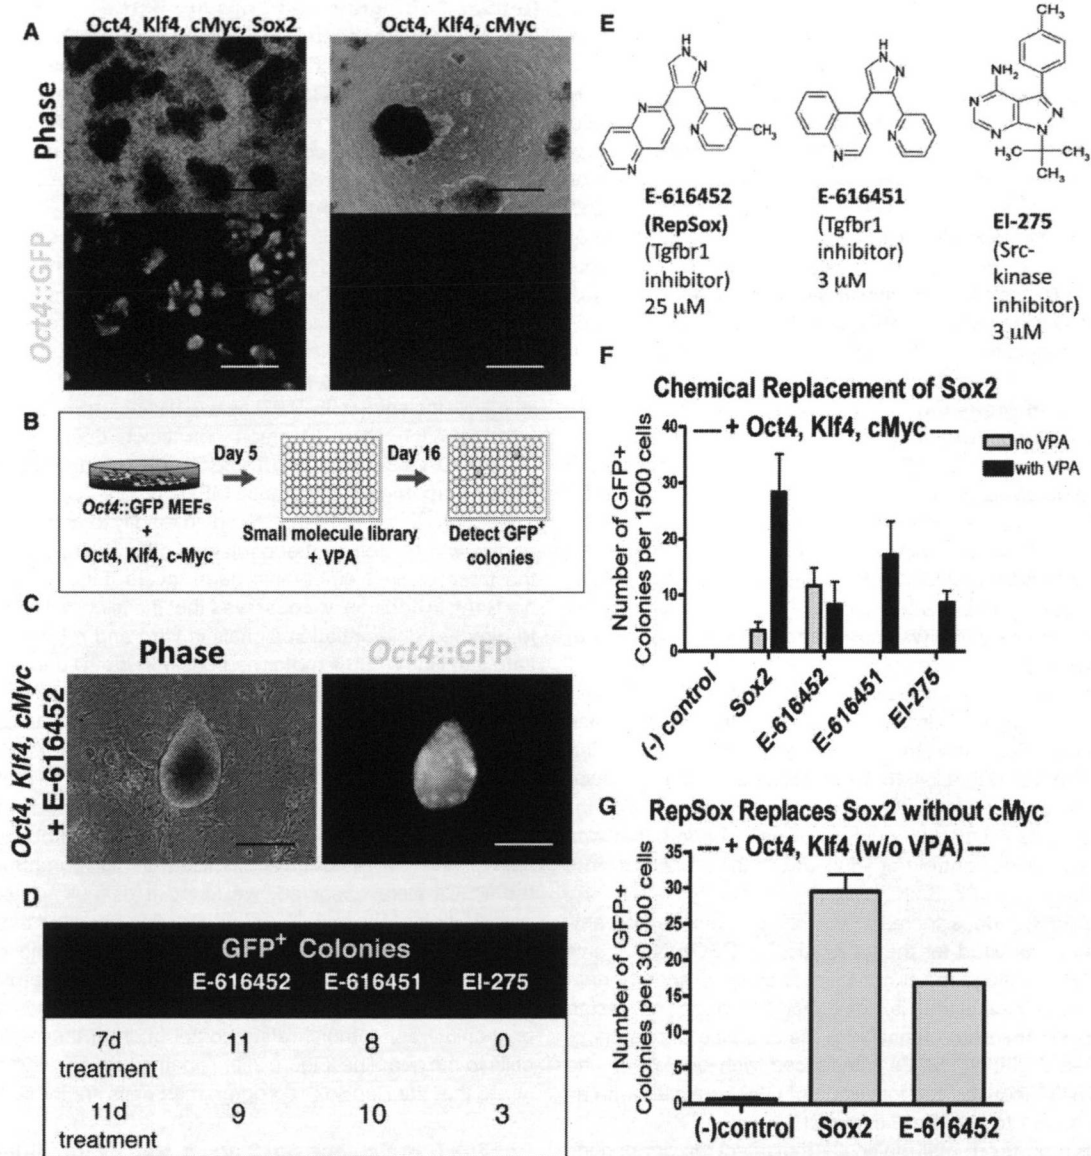 A
Oct4, Klf4, cMyc, Sox2
Oct4, Klf4, cMyc
Phase
Oct4::GFP
B
Day 5
Day 16
Oct4::GFP MEFs
+
Oct4, Klf4, c-Myc
Small molecule library
+ VPA
Detect GFP+
colonies
C
Phase
Oct4::GFP
Oct4, Klf4, cMyc
+ E-616452
D
GFP+ Colonies
E-616452 E-616451 EI-275
7d
treatment
11 8 0
11d
treatment
9 10 3
E
H
N
N
N
N
N
CH3
H
N
N
N
N
CH3
NH2
N
N
N
N
H3C
CH3
CH3
E-616452
(RepSox)
(Tgfbr1
inhibitor)
25 µM
E-616451
(Tgfbr1
inhibitor)
3 µM
EI-275
(Src-
kinase
inhibitor)
3 µM
F
Chemical Replacement of Sox2
---- + Oct4, Klf4, cMyc ----
no VPA
with VPA
Number of GFP+
Colonies per 1500 cells
40
30
20
10
0
(-) control
Sox2
E-616452
E-616451
EI-275
G
RepSox Replaces Sox2 without cMyc
--- + Oct4, Klf4 (w/o VPA) ---
Number of GFP+
Colonies per 30,000 cells
35
30
25
20
15
10
5
0
(-)control
Sox2
E-616452